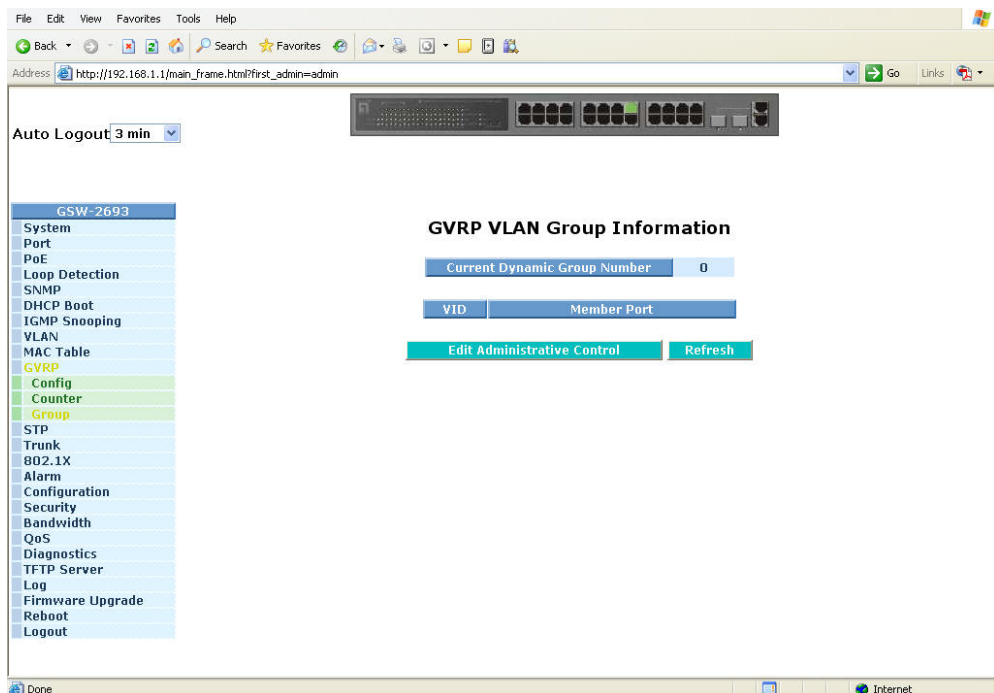 File Edit View Favorites Tools Help
Back Search Favorites
Address http://192.168.1.1/main_frame.html?first_admin=admin Go Links
Auto Logout 3 min
GSW-2693
System
Port
PoE
Loop Detection
SNMP
DHCP Boot
IGMP Snooping
VLAN
MAC Table
GVRP
Config
Counter
Group
STP
Trunk
802.1X
Alarm
Configuration
Security
Bandwidth
QoS
Diagnostics
TFTP Server
Log
Firmware Upgrade
Reboot
Logout
GVRP VLAN Group Information
Current Dynamic Group Number 0
VID Member Port
Edit Administrative Control Refresh
Done Internet